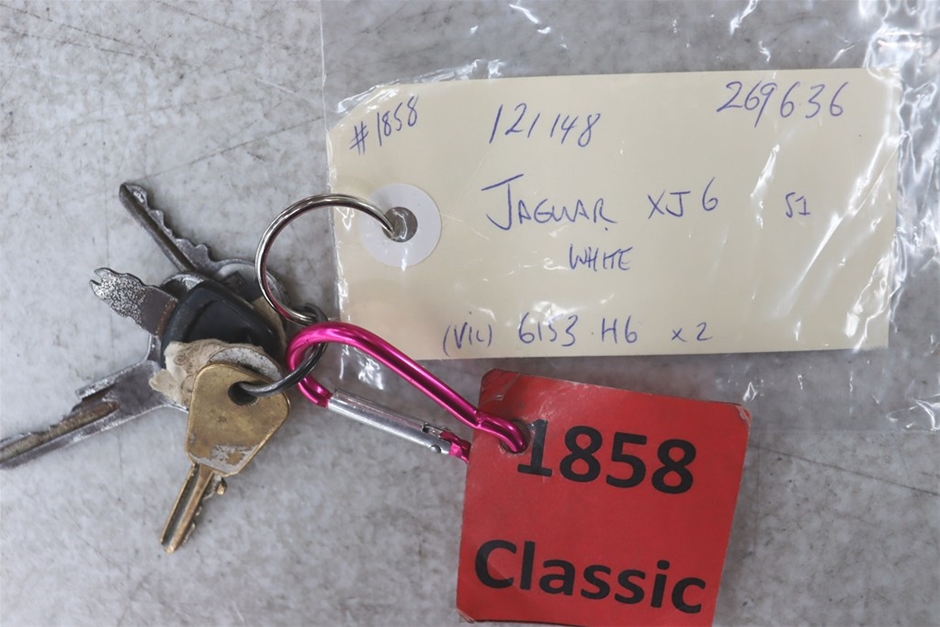 #1858 121148 269636
JAGUAR XJ6 S1
WHITE
(VIC) 6153·H6 x2
1858
Classic